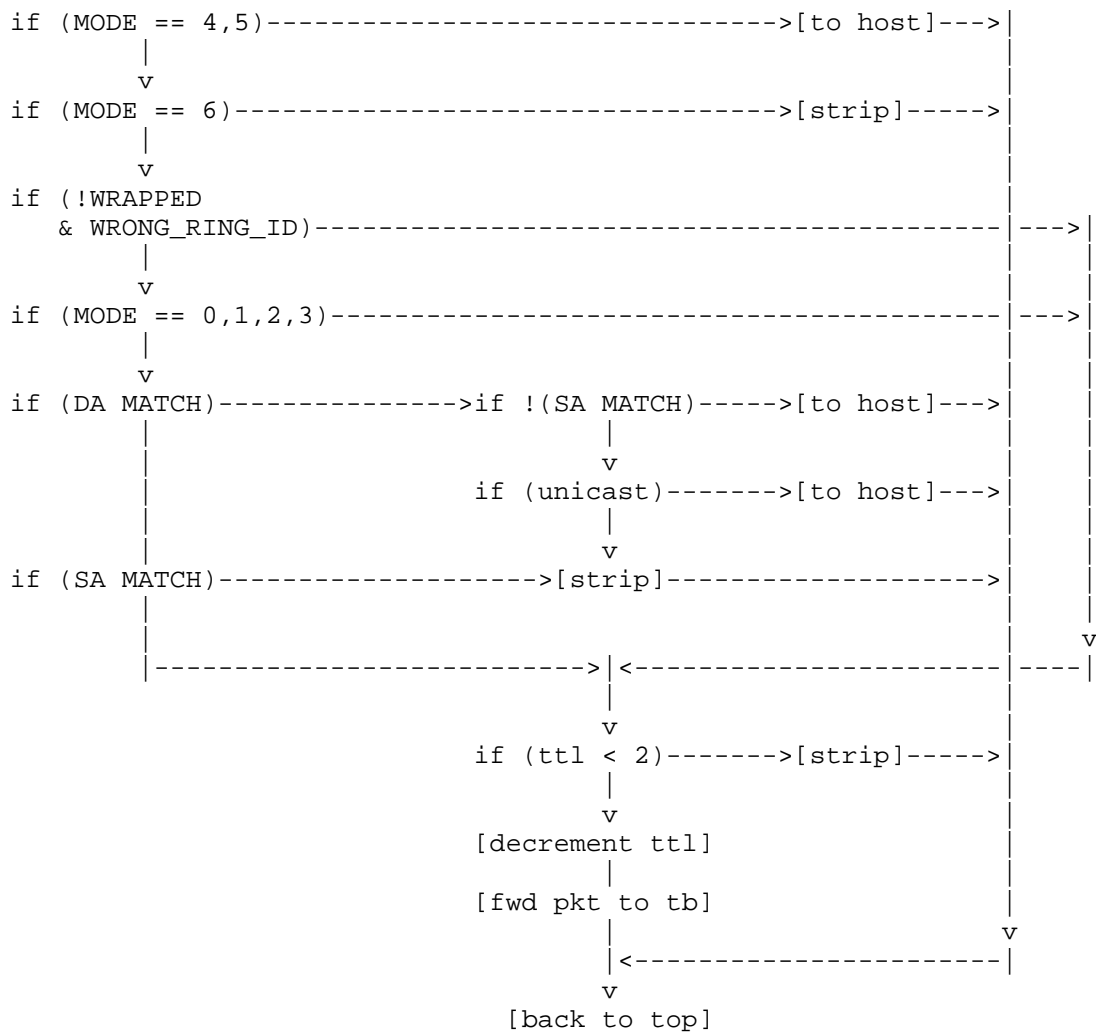 if (MODE == 4,5)-------------------------------->[to host]--->|
|
v
if (MODE == 6)---------------------------------->[strip]----->|
|
v
if (!WRAPPED
& WRONG_RING_ID)------------------------------------------|--->|
|
v
if (MODE == 0,1,2,3)------------------------------------------|--->|
|
v
if (DA MATCH)--------------->if !(SA MATCH)----->[to host]--->|
|
v
if (unicast)------->[to host]--->|
|
v
if (SA MATCH)-------------------->[strip]-------------------->|
|
v
|--------------------------->|<-----------------------|----|
|
v
if (ttl < 2)------->[strip]----->|
|
v
[decrement ttl]
|
[fwd pkt to tb]
|
v
|<-----------------------|
v
[back to top]